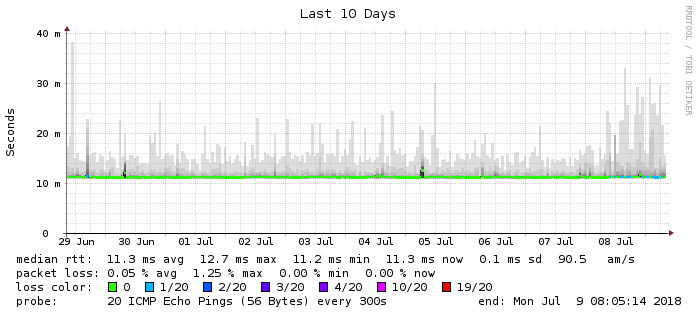 Last 10 Days
RRDTOOL / TOBI OETIKER
Seconds
40 m
30 m
20 m
10 m
0
29 Jun 30 Jun 01 Jul 02 Jul 03 Jul 04 Jul 05 Jul 06 Jul 07 Jul 08 Jul
median rtt: 11.3 ms avg 12.7 ms max 11.2 ms min 11.3 ms now 0.1 ms sd 90.5 am/s
packet loss: 0.05 % avg 1.25 % max 0.00 % min 0.00 % now
loss color: 0 1/20 2/20 3/20 4/20 10/20 19/20
probe: 20 ICMP Echo Pings (56 Bytes) every 300s end: Mon Jul 9 08:05:14 2018